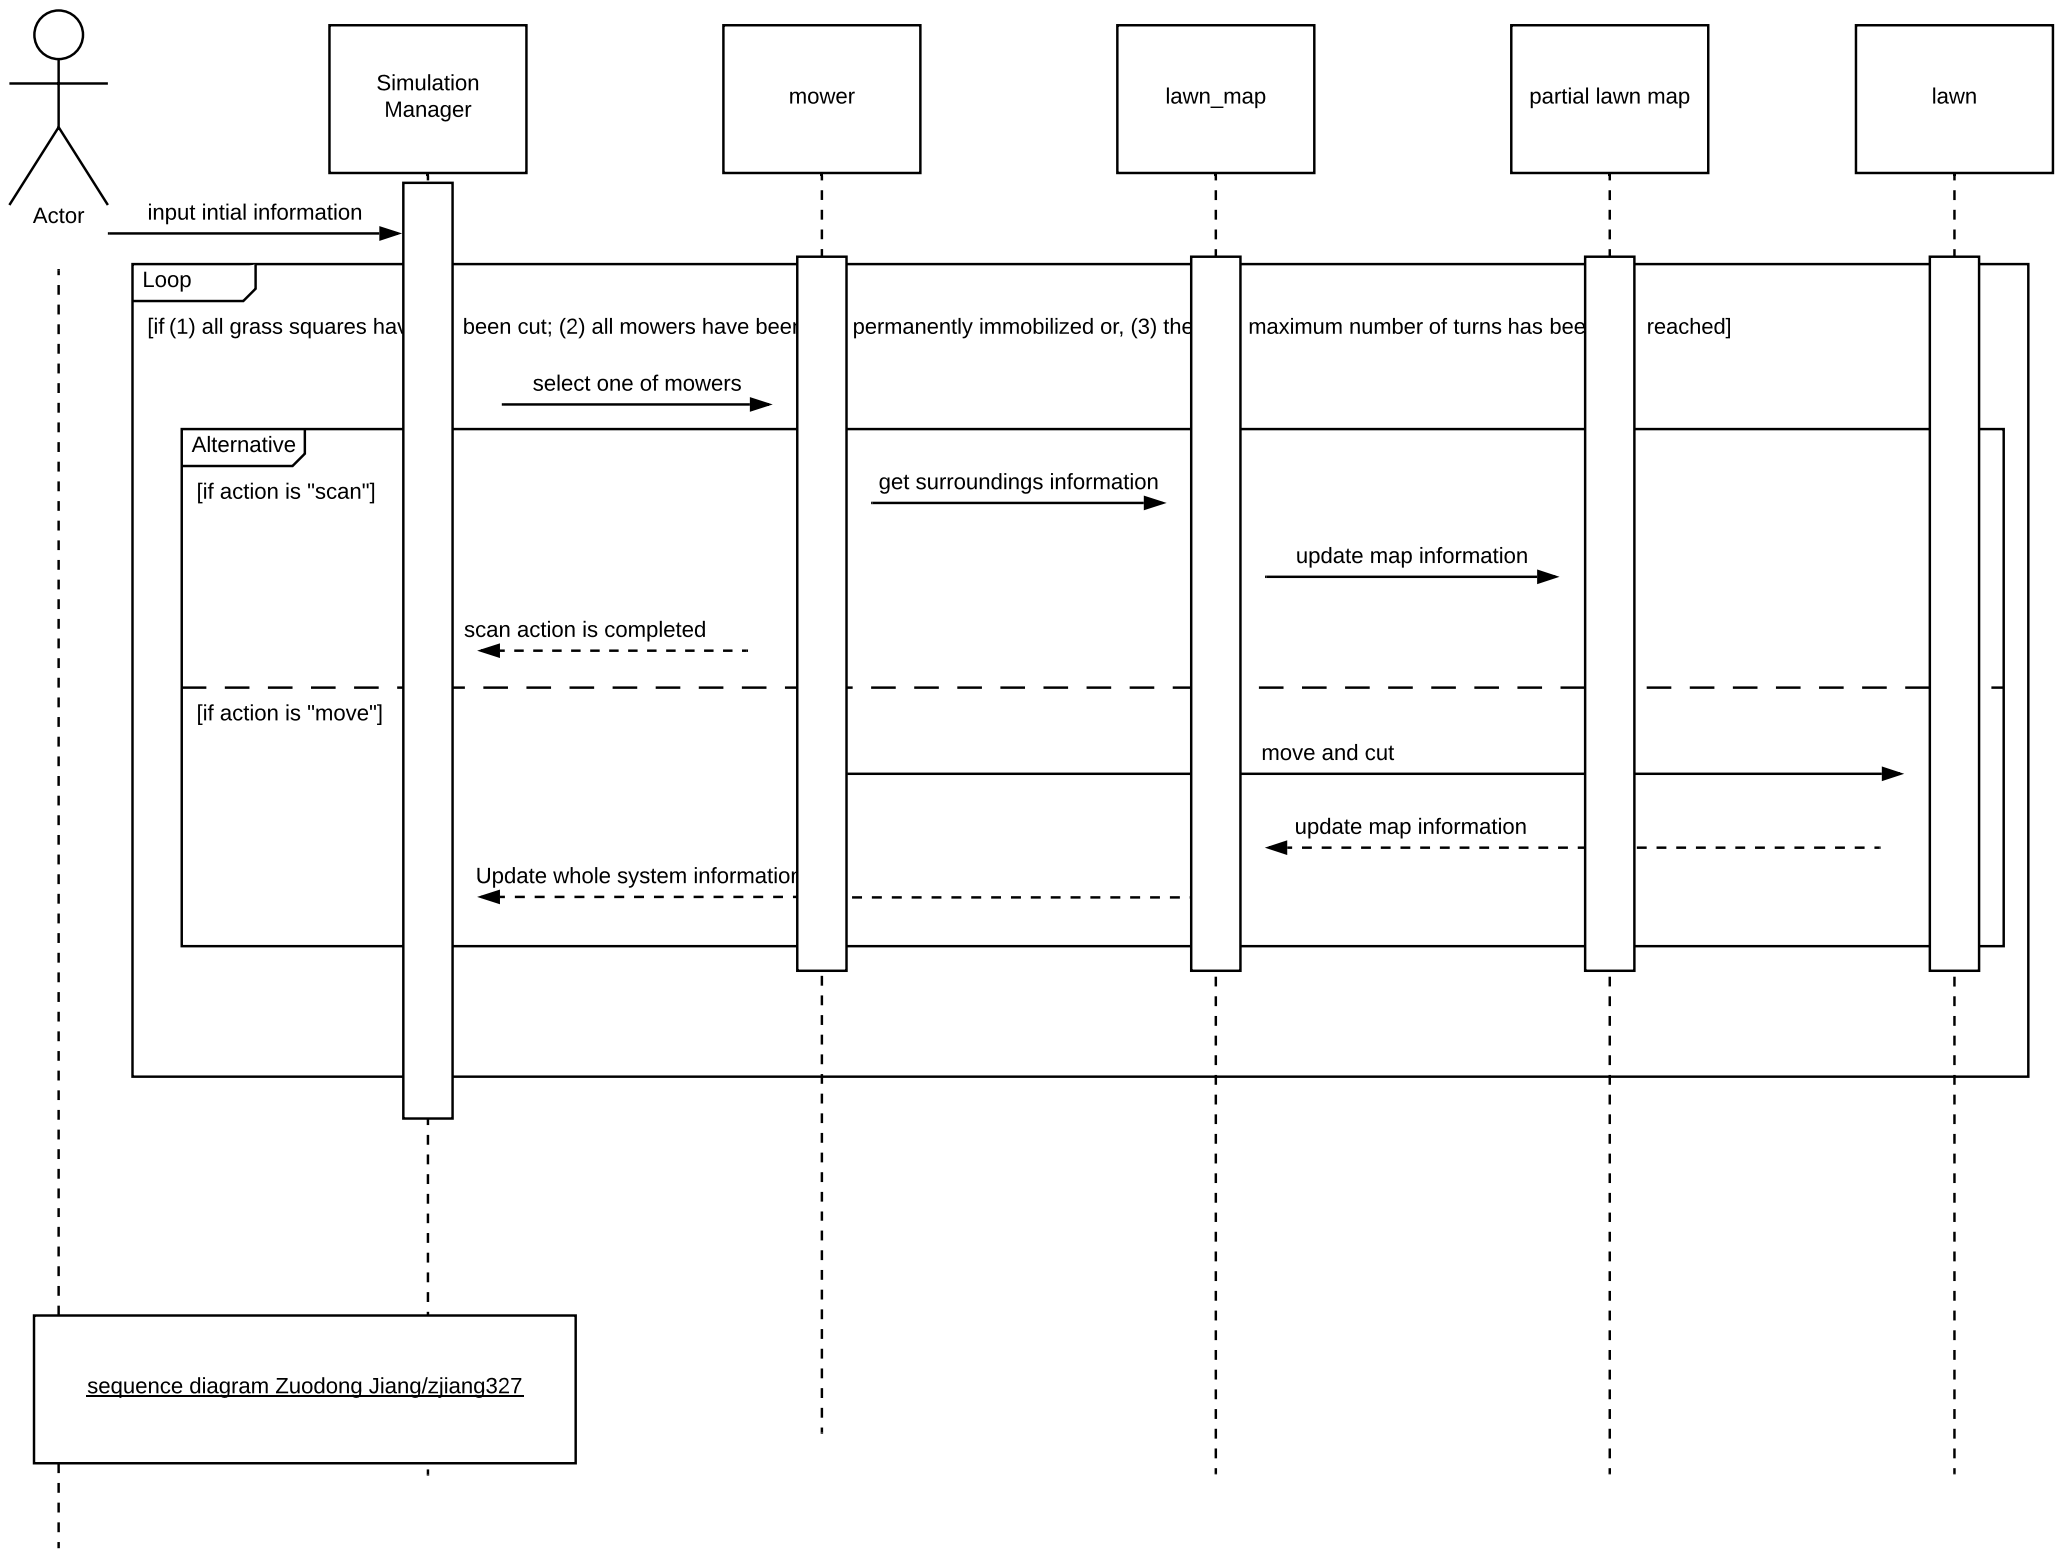 Simulation
Manager
mower
lawn_map
partial lawn map
lawn
Actor
input intial information
Loop
[if (1) all grass squares hav been cut; (2) all mowers have been permanently immobilized or, (3) the maximum number of turns has bee reached]
select one of mowers
Alternative
[if action is "scan"]
get surroundings information
update map information
scan action is completed
[if action is "move"]
move and cut
update map information
Update whole system information
sequence diagram Zuodong Jiang/zjiang327